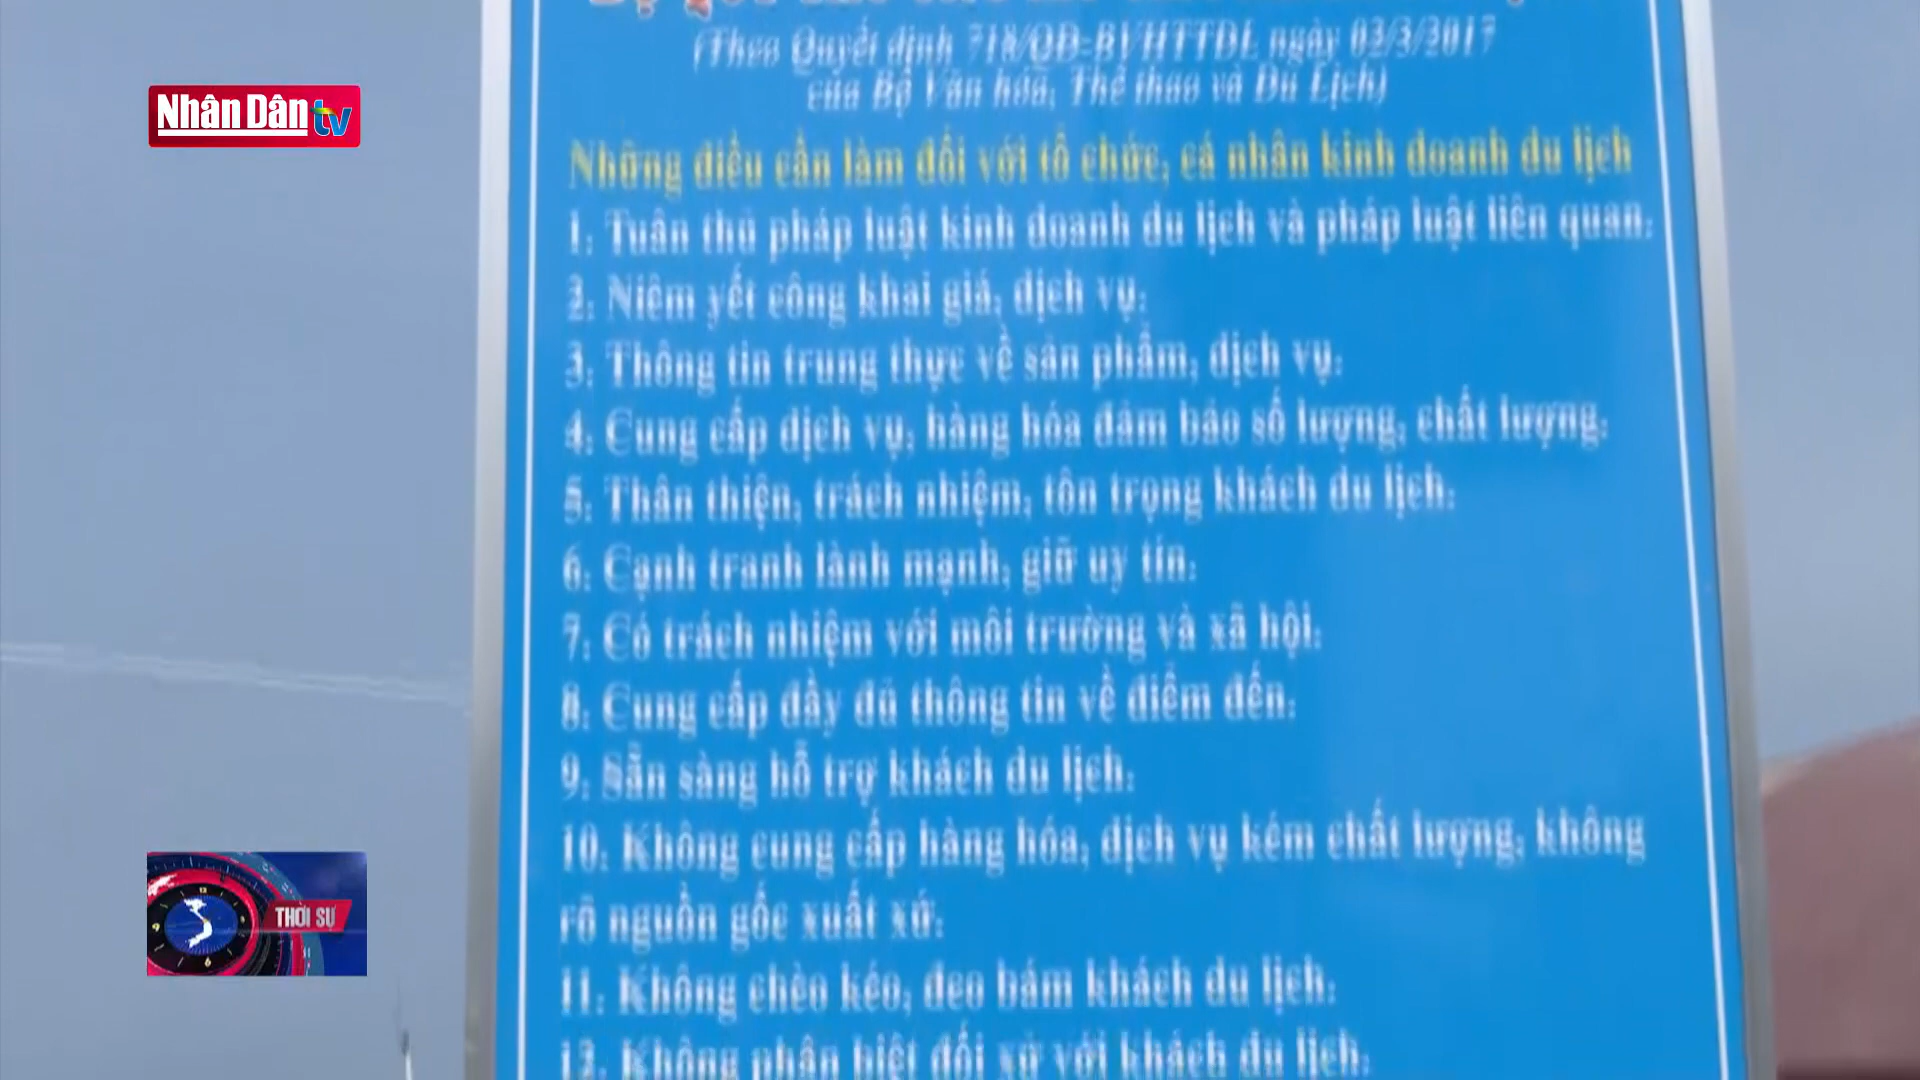 (Theo Quyết định 718/QĐ-BVHTTDL ngày 02/3/2017
của Bộ Văn hóa, Thể thao và Du Lịch)
Nhân Dân tv
Những điều cần làm đối với tổ chức, cá nhân kinh doanh du lịch
1. Tuân thủ pháp luật kinh doanh du lịch và pháp luật liên quan.
2. Niêm yết công khai giá, dịch vụ.
3. Thông tin trung thực về sản phẩm, dịch vụ.
4. Cung cấp dịch vụ, hàng hóa đảm bảo số lượng, chất lượng.
5. Thân thiện, trách nhiệm, tôn trọng khách du lịch.
6. Cạnh tranh lành mạnh, giữ uy tín.
7. Có trách nhiệm với môi trường và xã hội.
8. Cung cấp đầy đủ thông tin về điểm đến.
9. Sẵn sàng hỗ trợ khách du lịch.
10. Không cung cấp hàng hóa, dịch vụ kém chất lượng, không
rõ nguồn gốc xuất xứ.
11. Không chèo kéo, đeo bám khách du lịch.
12. Không phân biệt đối xử với khách du lịch.
THỜI SỰ